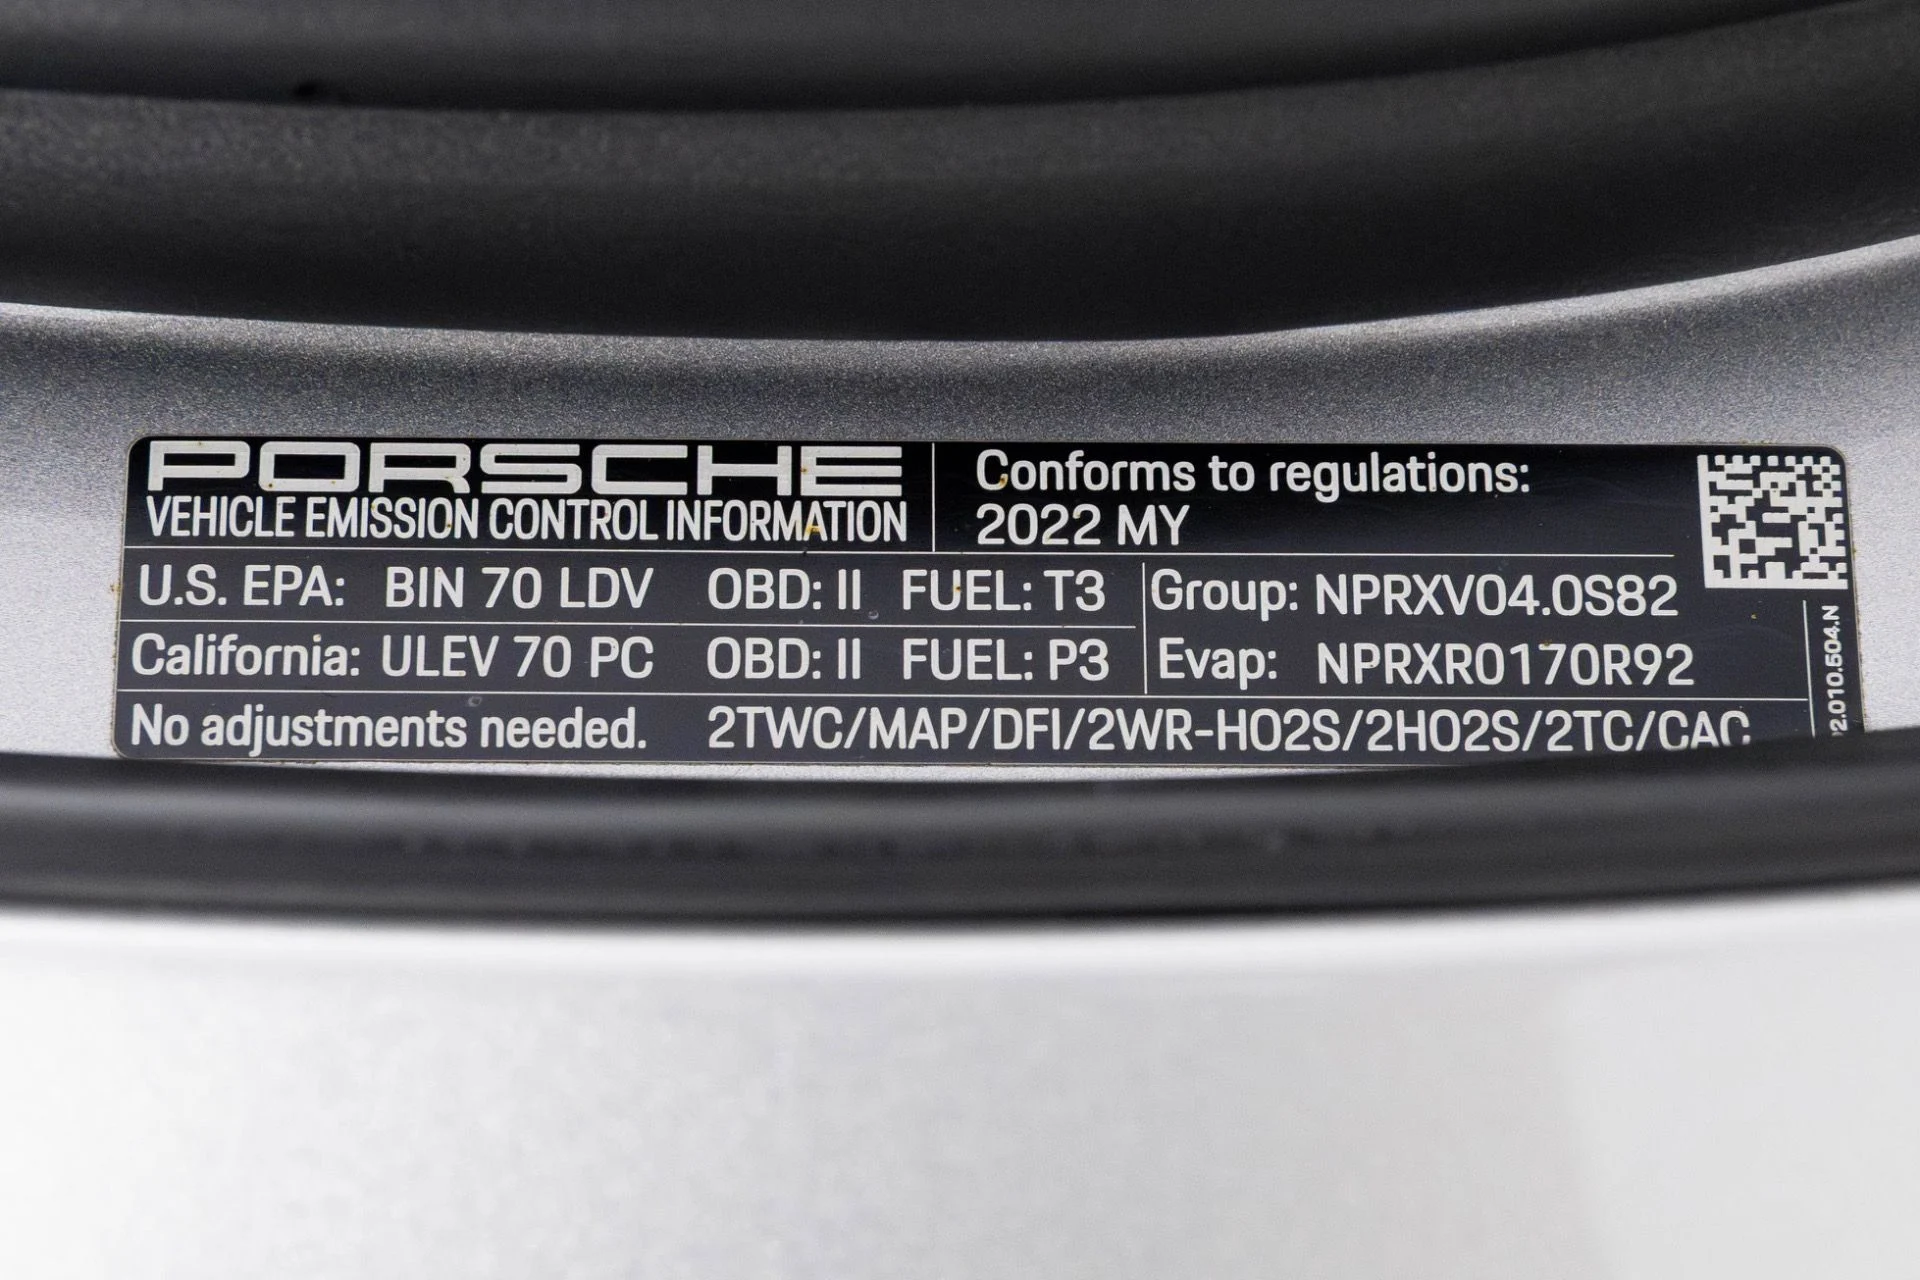 PORSCHE
VEHICLE EMISSION CONTROL INFORMATION
Conforms to regulations:
2022 MY
U.S. EPA: BIN 70 LDV OBD: II FUEL: T3
Group: NPRXV04.0S82
California: ULEV 70 PC OBD: II FUEL: P3
Evap: NPRXR0170R92
No adjustments needed. 2TWC/MAP/DFI/2WR-HO2S/2HO2S/2TC/CAC